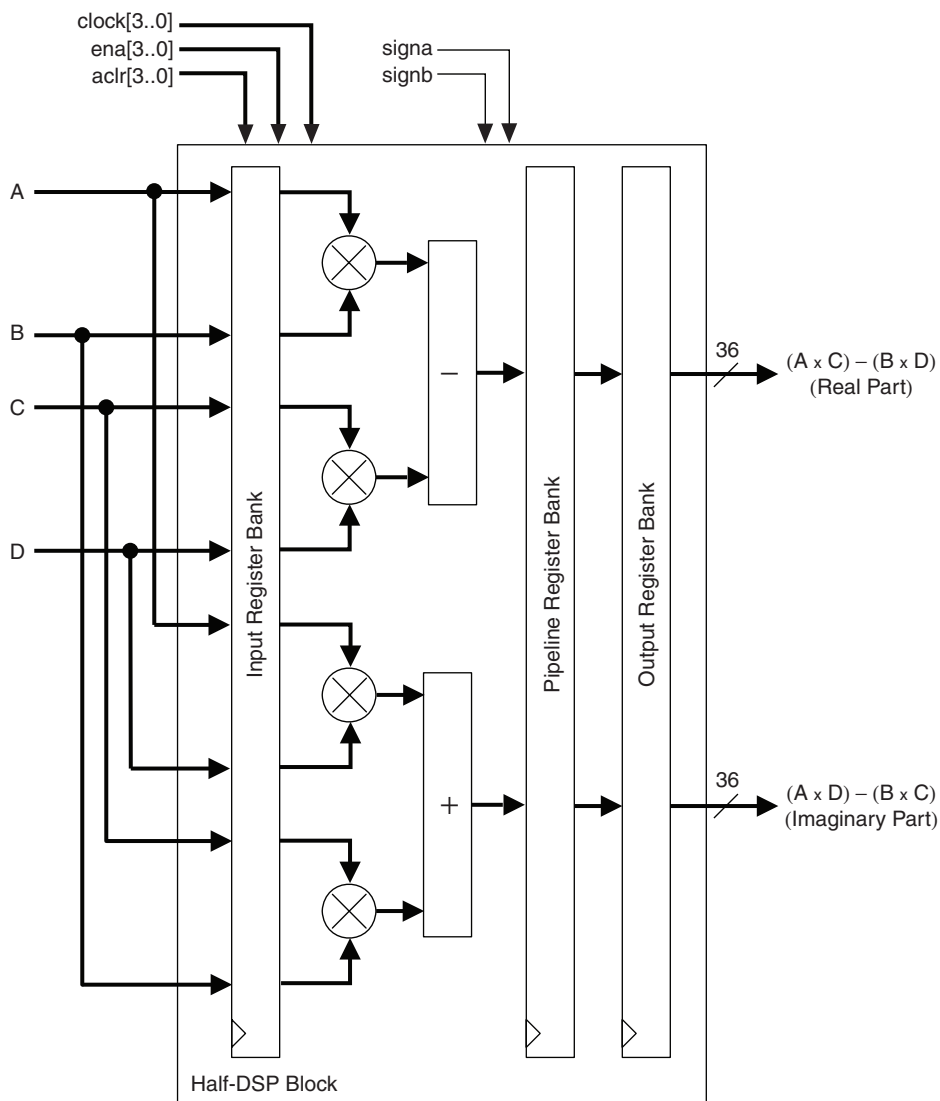 clock[3..0]
ena[3..0]
aclr[3..0]
signa
signb
A
B
C
D
Input Register Bank
−
+
Pipeline Register Bank
Output Register Bank
36
(A x C) − (B x D)
(Real Part)
36
(A x D) − (B x C)
(Imaginary Part)
Half-DSP Block